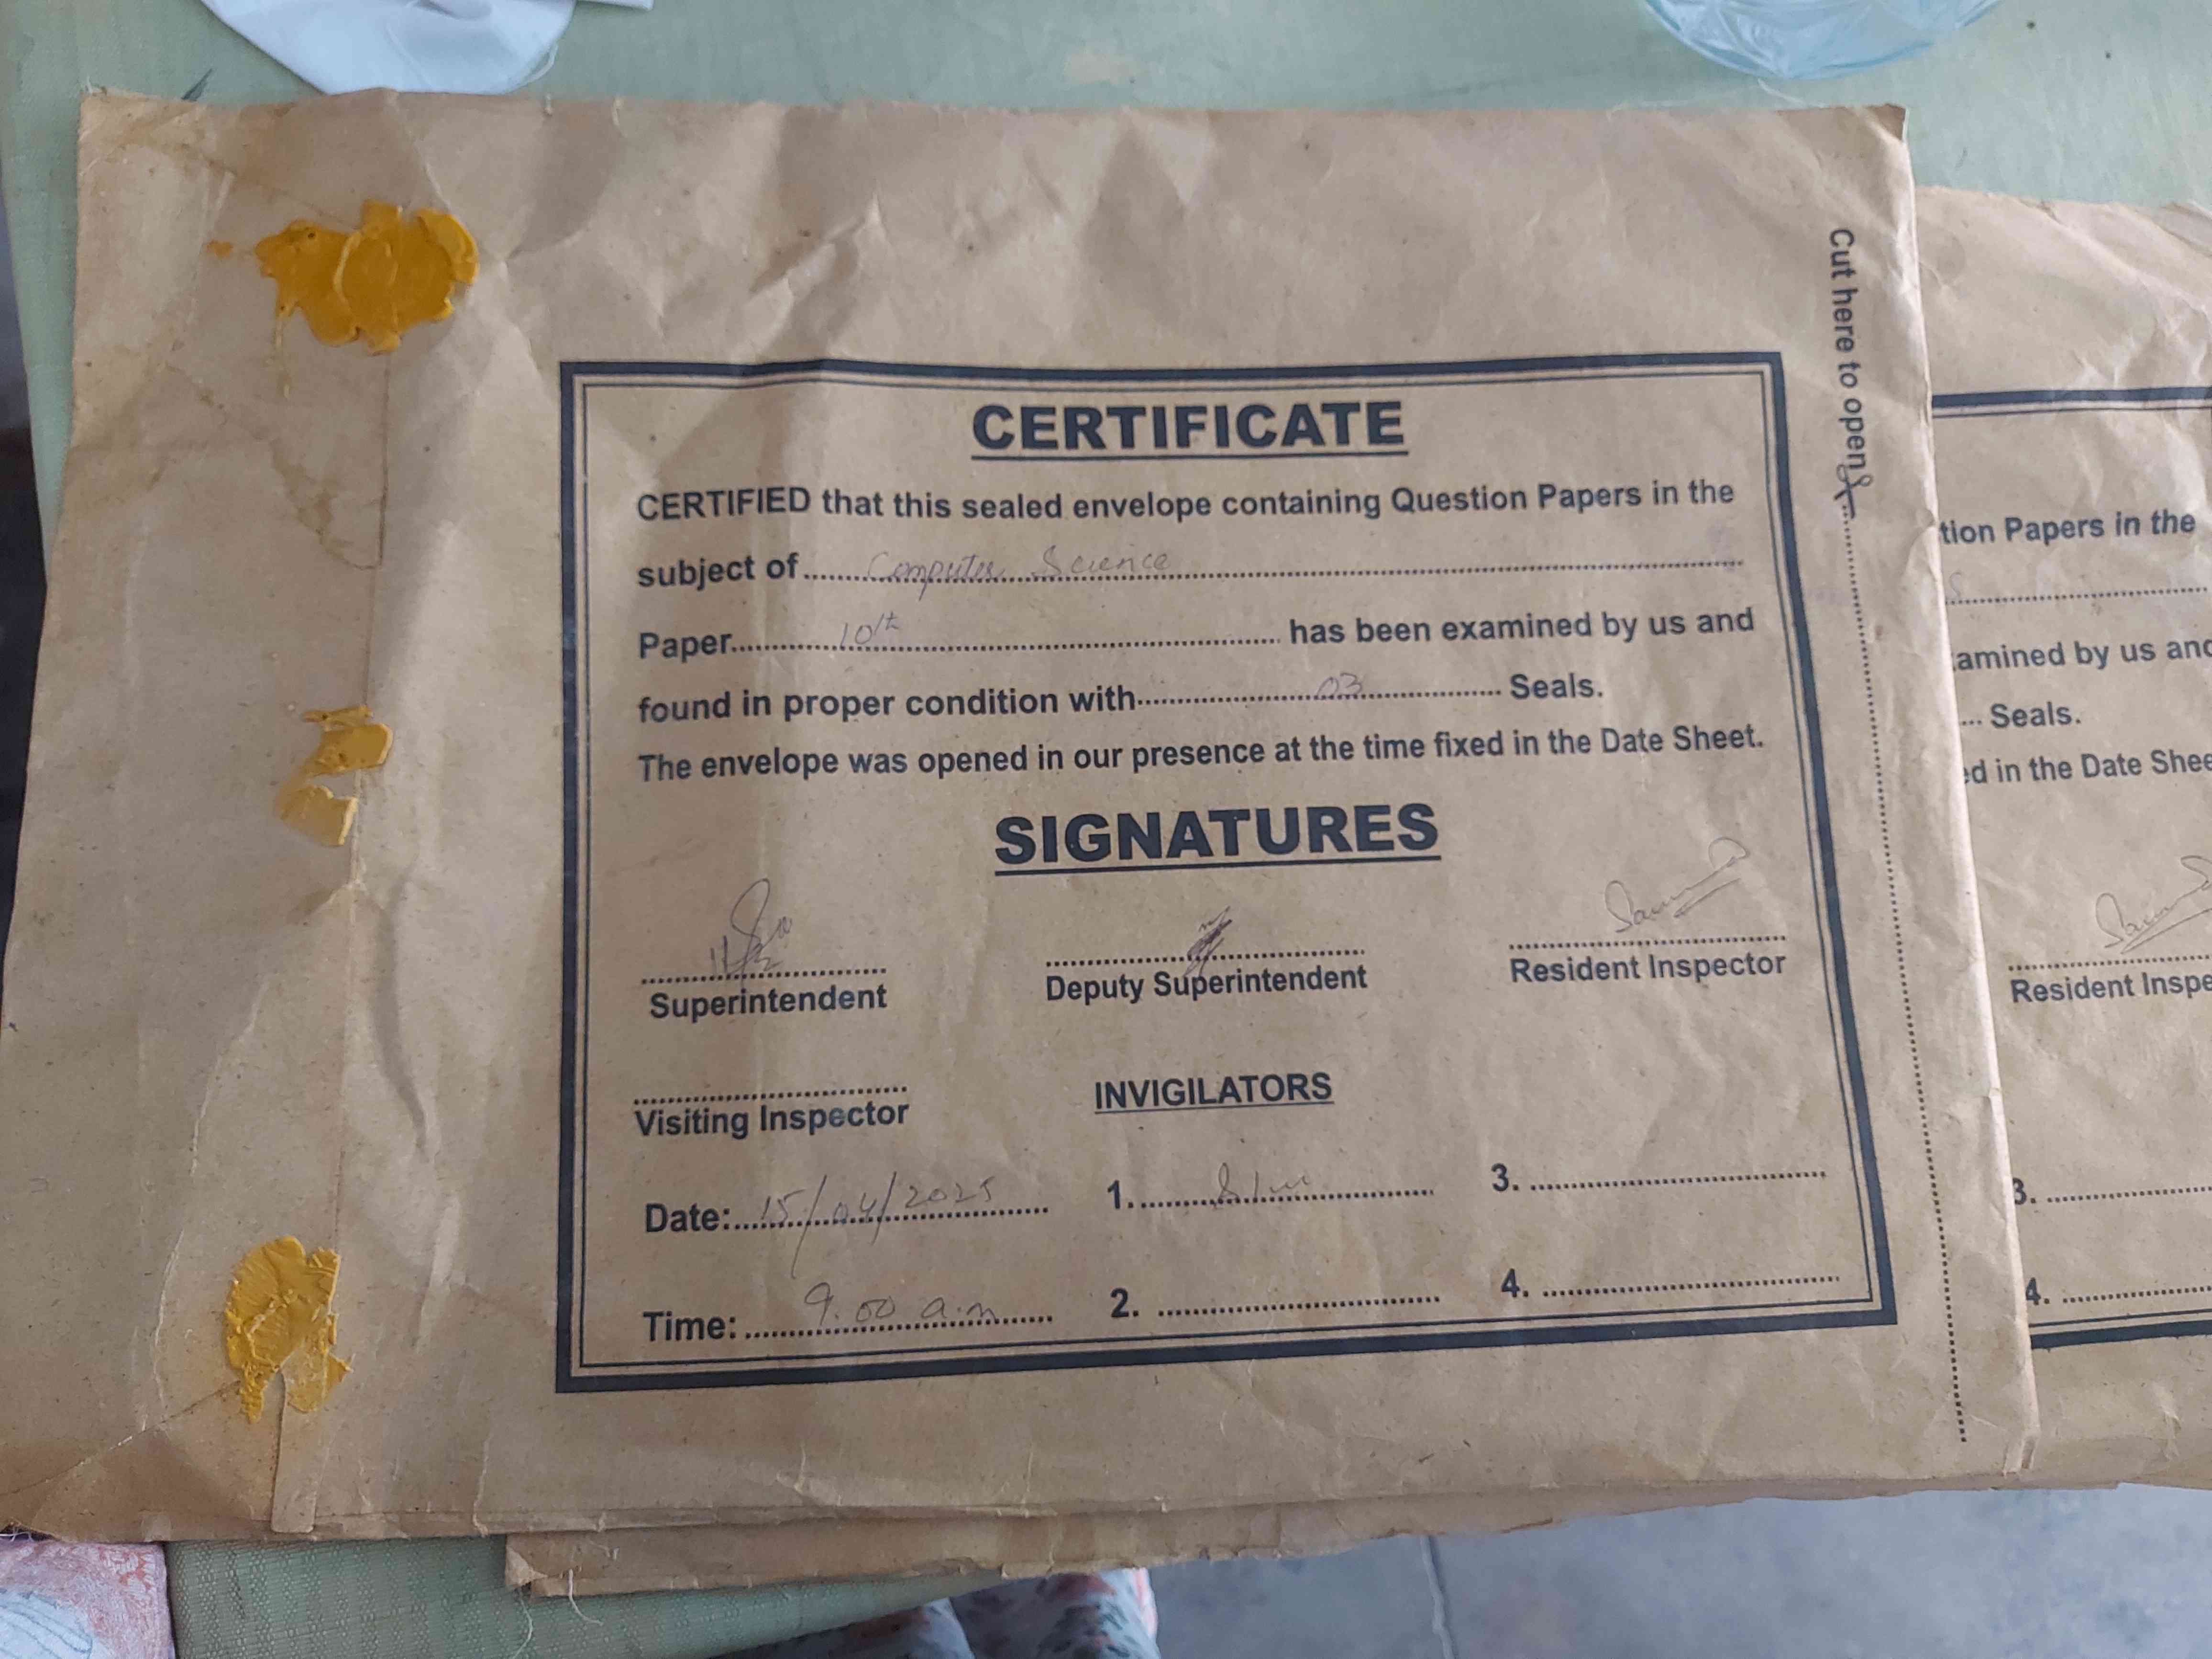 Cut here to open
CERTIFICATE
CERTIFIED that this sealed envelope containing Question Papers in the
subject of Computer Science
Paper 10th has been examined by us and
found in proper condition with 03 Seals.
The envelope was opened in our presence at the time fixed in the Date Sheet.
SIGNATURES
Superintendent Deputy Superintendent Resident Inspector
Visiting Inspector INVIGILATORS
Date: 15/04/2025 1. 3.
Time: 9.00 a.m 2. 4.
tion Papers in the
amined by us and
Seals.
ed in the Date Shee
Resident Inspe
3.
4.